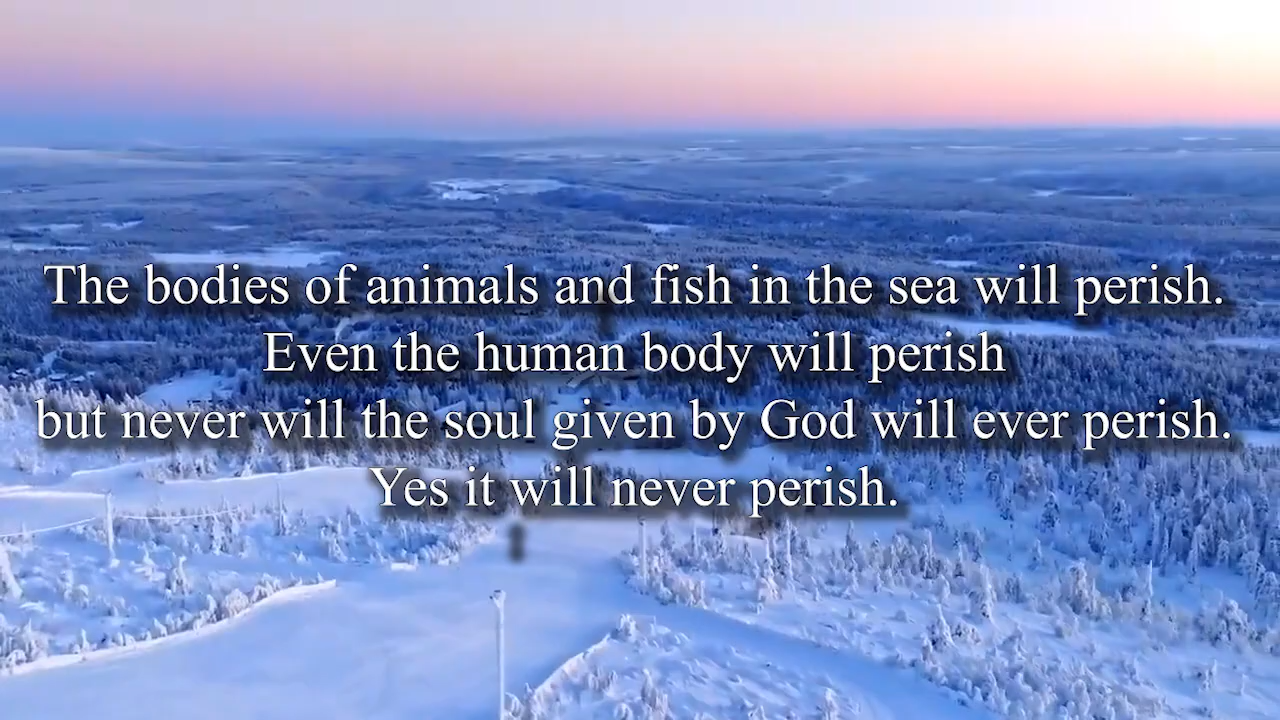 The bodies of animals and fish in the sea will perish.
Even the human body will perish
but never will the soul given by God will ever perish.
Yes it will never perish.